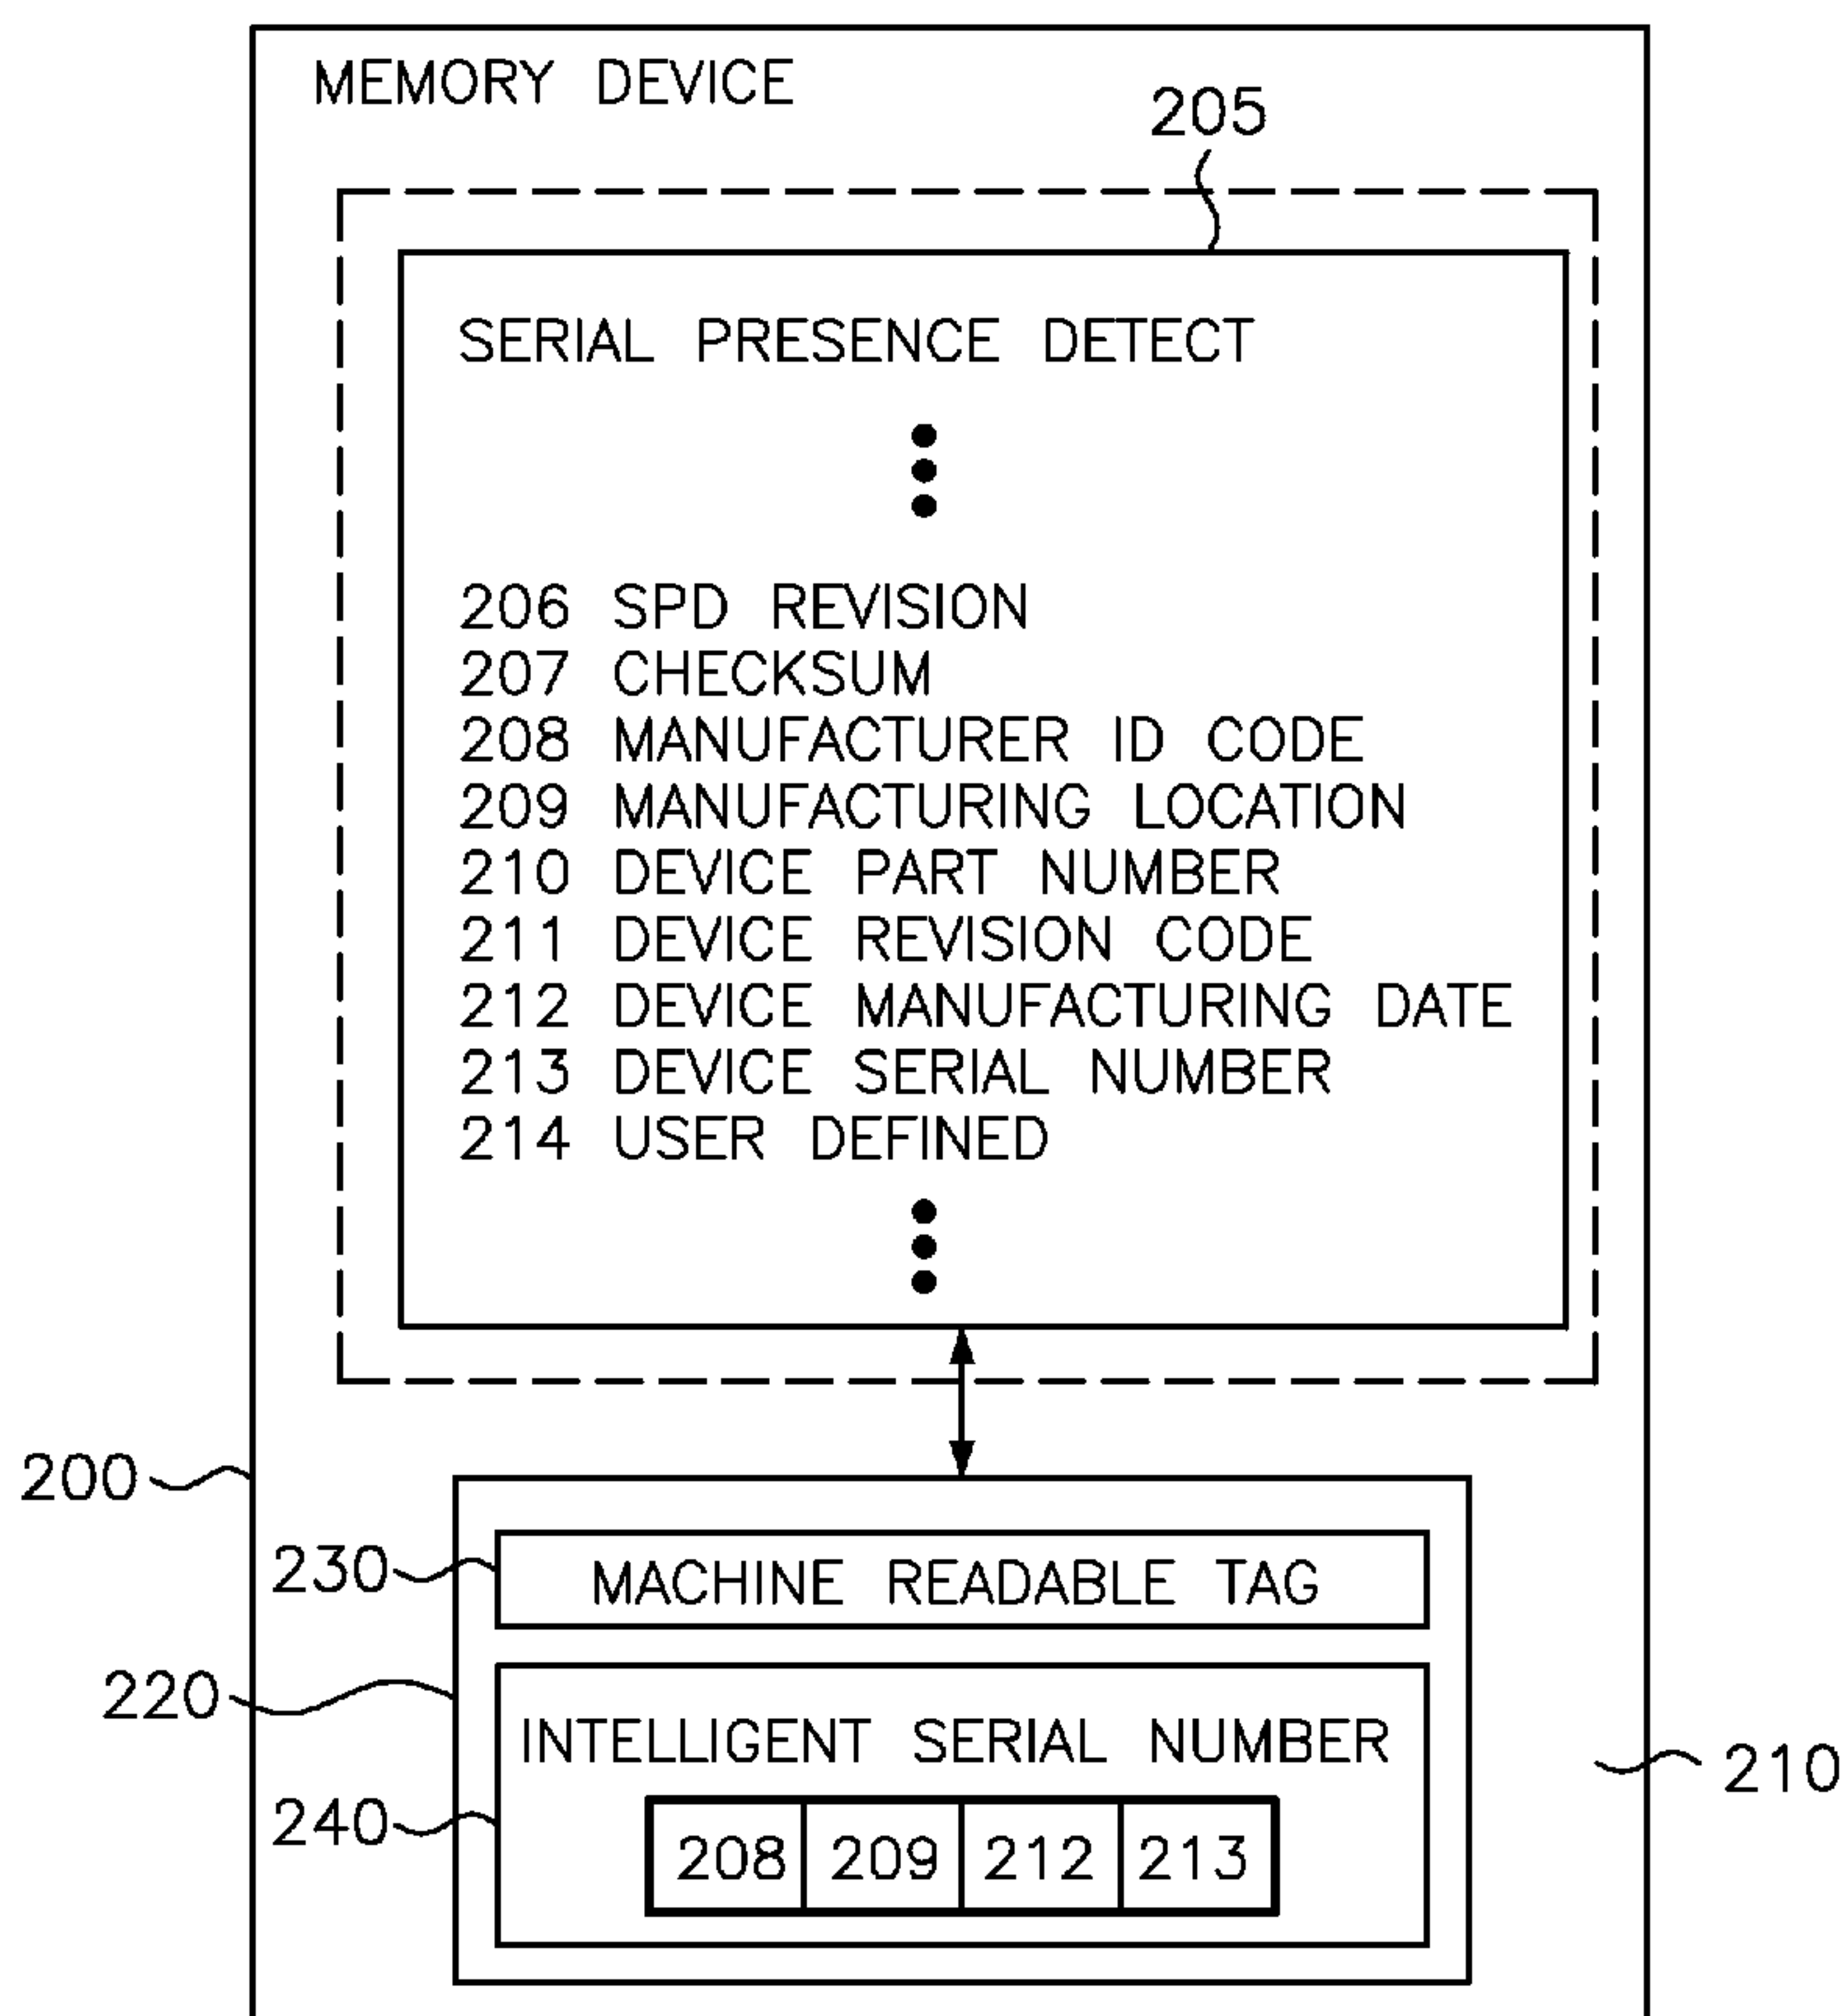 MEMORY DEVICE
205
SERIAL PRESENCE DETECT
206 SPD REVISION
207 CHECKSUM
208 MANUFACTURER ID CODE
209 MANUFACTURING LOCATION
210 DEVICE PART NUMBER
211 DEVICE REVISION CODE
212 DEVICE MANUFACTURING DATE
213 DEVICE SERIAL NUMBER
214 USER DEFINED
200
230 MACHINE READABLE TAG
220
INTELLIGENT SERIAL NUMBER
210
240
208 209 212 213